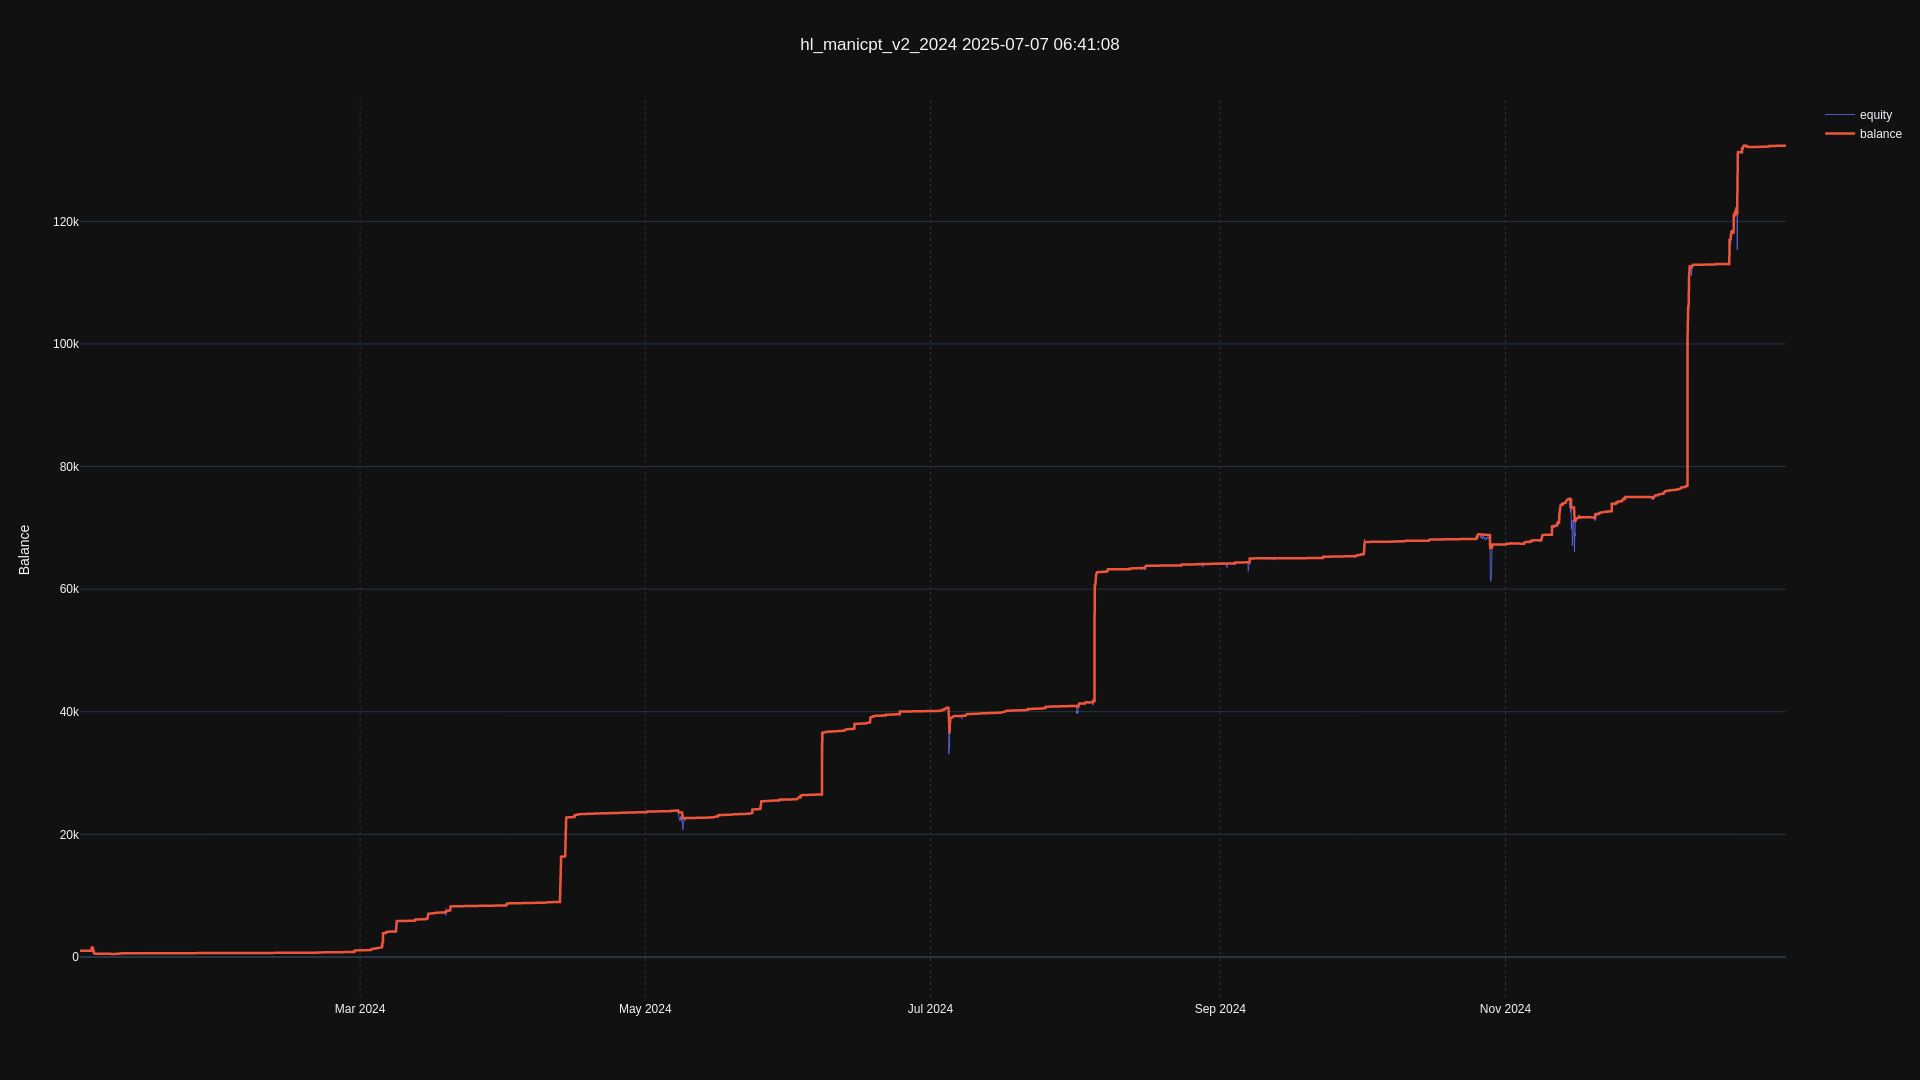 hl_manicpt_v2_2024 2025-07-07 06:41:08
equity
balance
120k
100k
80k
60k
40k
20k
0
Balance
Mar 2024
May 2024
Jul 2024
Sep 2024
Nov 2024